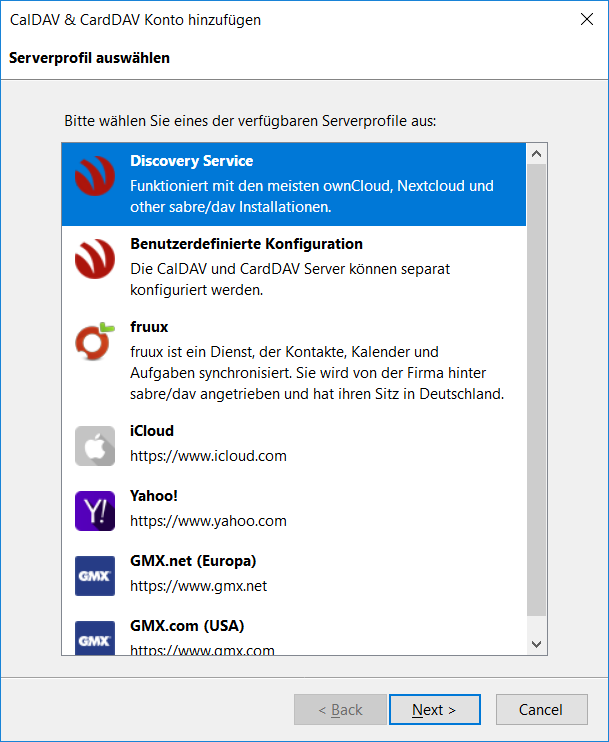 CalDAV & CardDAV Konto hinzufügen
Serverprofil auswählen
Bitte wählen Sie eines der verfügbaren Serverprofile aus:
Discovery Service
Funktioniert mit den meisten ownCloud, Nextcloud und
other sabre/dav Installationen.
Benutzerdefinierte Konfiguration
Die CalDAV und CardDAV Server können separat
konfiguriert werden.
fruux
fruux ist ein Dienst, der Kontakte, Kalender und
Aufgaben synchronisiert. Sie wird von der Firma hinter
sabre/dav angetrieben und hat ihren Sitz in Deutschland.
iCloud
https://www.icloud.com
Y!
Yahoo!
https://www.yahoo.com
GMX
GMX.net (Europa)
https://www.gmx.net
GMX
GMX.com (USA)
https://www.gmx.com
< Back
Next >
Cancel